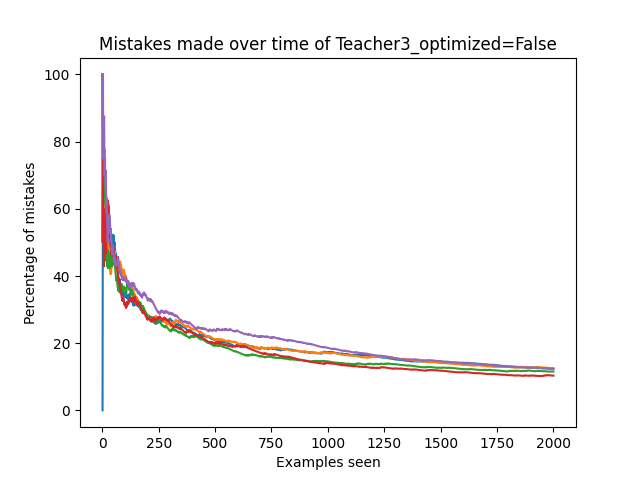 Mistakes made over time of Teacher3_optimized=False
100
80
60
40
20
0
Percentage of mistakes
0 250 500 750 1000 1250 1500 1750 2000
Examples seen